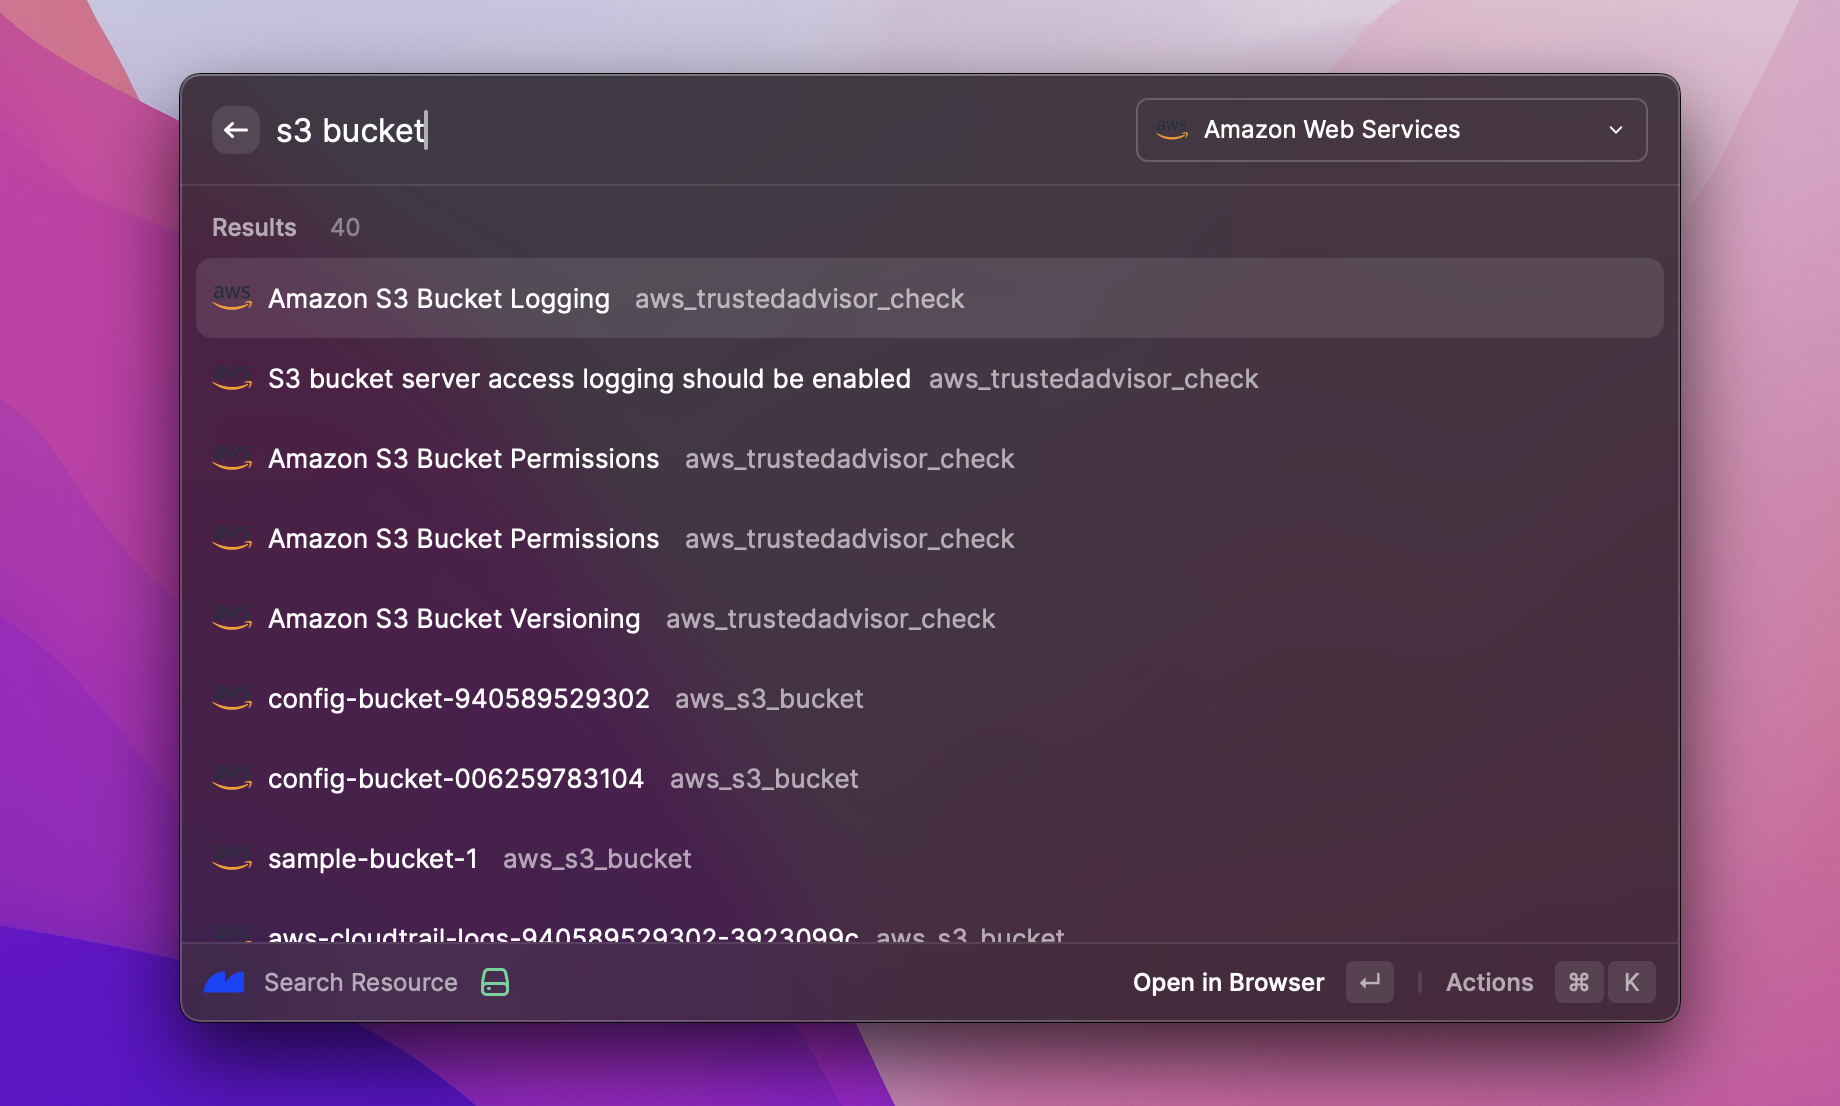 s3 bucket
aws Amazon Web Services
Results 40
aws Amazon S3 Bucket Logging aws_trustedadvisor_check
aws S3 bucket server access logging should be enabled aws_trustedadvisor_check
aws Amazon S3 Bucket Permissions aws_trustedadvisor_check
aws Amazon S3 Bucket Permissions aws_trustedadvisor_check
aws Amazon S3 Bucket Versioning aws_trustedadvisor_check
aws config-bucket-940589529302 aws_s3_bucket
aws config-bucket-006259783104 aws_s3_bucket
aws sample-bucket-1 aws_s3_bucket
aws aws-cloudtrail-logs-940589529302-3923099c aws_s3_bucket
Search Resource Open in Browser ↵ Actions ⌘ K